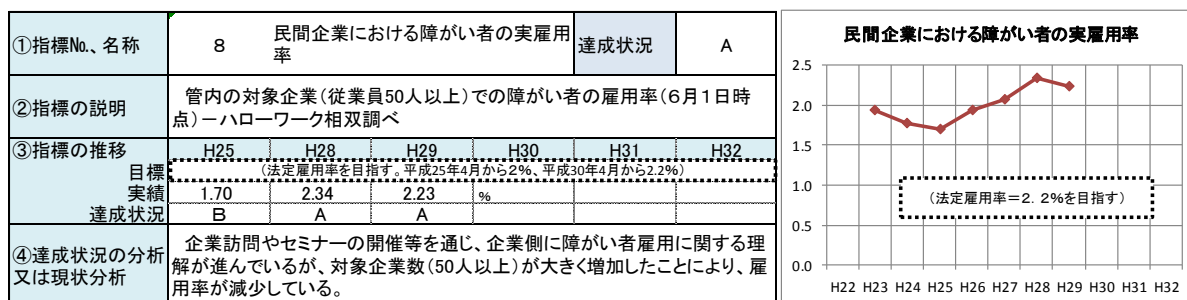 ①指標No.、名称
8
民間企業における障がい者の実雇用
率
達成状況
A
②指標の説明
管内の対象企業(従業員50人以上)での障がい者の雇用率(6月1日時
点)-ハローワーク相双調べ
③指標の推移 H25 H28 H29 H30 H31 H32
目標 (法定雇用率を目指す。平成25年4月から2%、平成30年4月から2.2%)
実績 1.70 2.34 2.23 %
達成状況 B A A
④達成状況の分析
又は現状分析
企業訪問やセミナーの開催等を通じ、企業側に障がい者雇用に関する理
解が進んでいるが、対象企業数(50人以上)が大きく増加したことにより、雇
用率が減少している。
民間企業における障がい者の実雇用率
2.5
2.0
1.5
1.0
0.5
0.0
(法定雇用率=2.2%を目指す)
H22 H23 H24 H25 H26 H27 H28 H29 H30 H31 H32